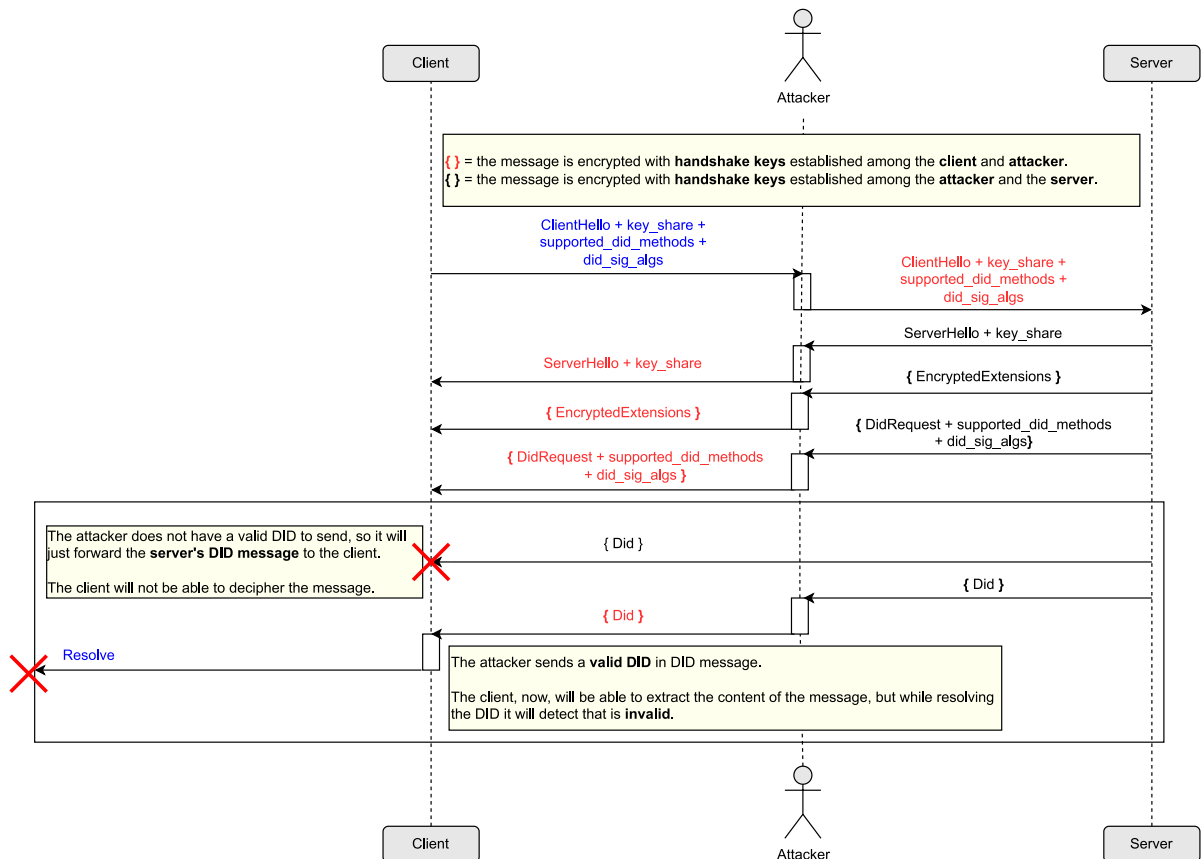 Client
Attacker
Server
{ } = the message is encrypted with handshake keys established among the client and attacker.
{ } = the message is encrypted with handshake keys established among the attacker and the server.
ClientHello + key_share +
supported_did_methods +
did_sig_algs
ClientHello + key_share +
supported_did_methods +
did_sig_algs
ServerHello + key_share
ServerHello + key_share
{ EncryptedExtensions }
{ EncryptedExtensions }
{ DidRequest + supported_did_methods
+ did_sig_algs}
{ DidRequest + supported_did_methods
+ did_sig_algs }
The attacker does not have a valid DID to send, so it will
just forward the server's DID message to the client.
The client will not be able to decipher the message.
{ Did }
{ Did }
{ Did }
Resolve
The attacker sends a valid DID in DID message.
The client, now, will be able to extract the content of the message, but while resolving
the DID it will detect that is invalid.
Client
Attacker
Server